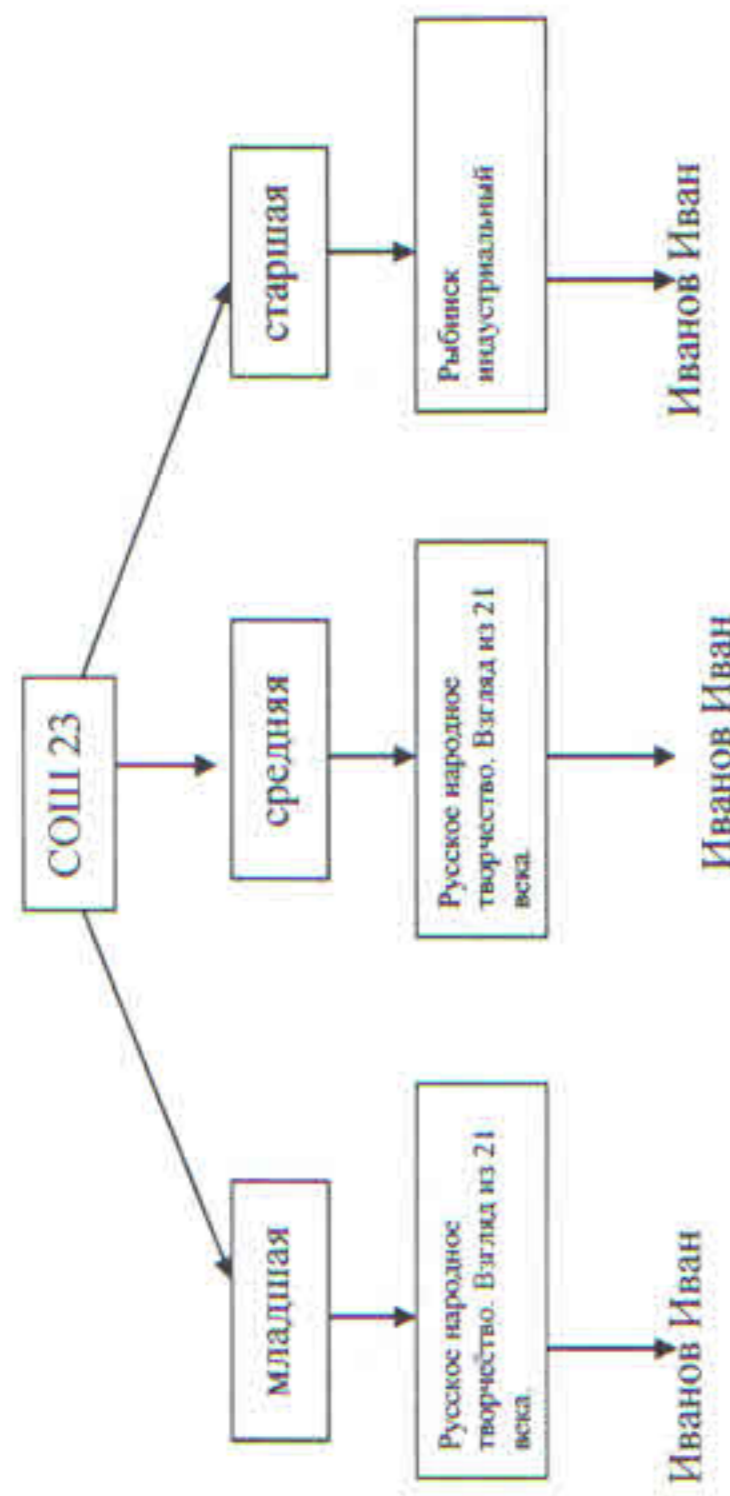 СОШ 23
младшая
средняя
старшая
Русское народное
творчество. Взгляд из 21
века.
Русское народное
творчество. Взгляд из 21
века.
Рыбинск
индустриальный
Иванов Иван
Иванов Иван
Иванов Иван